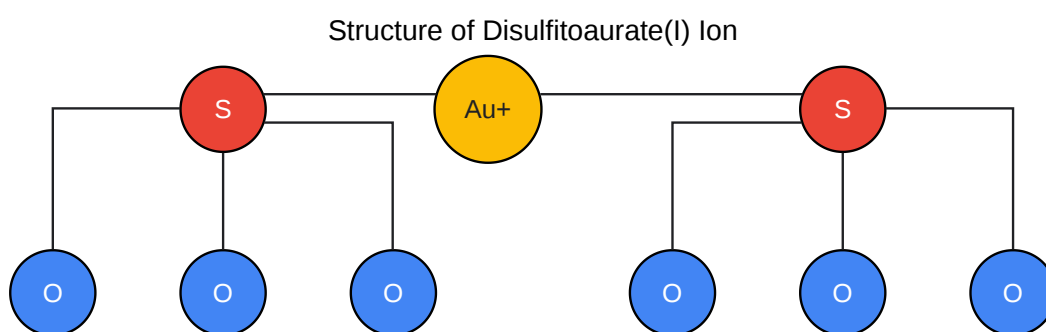 Structure of Disulfitoaurate(I) Ion
S Au+ S
O O O O O O